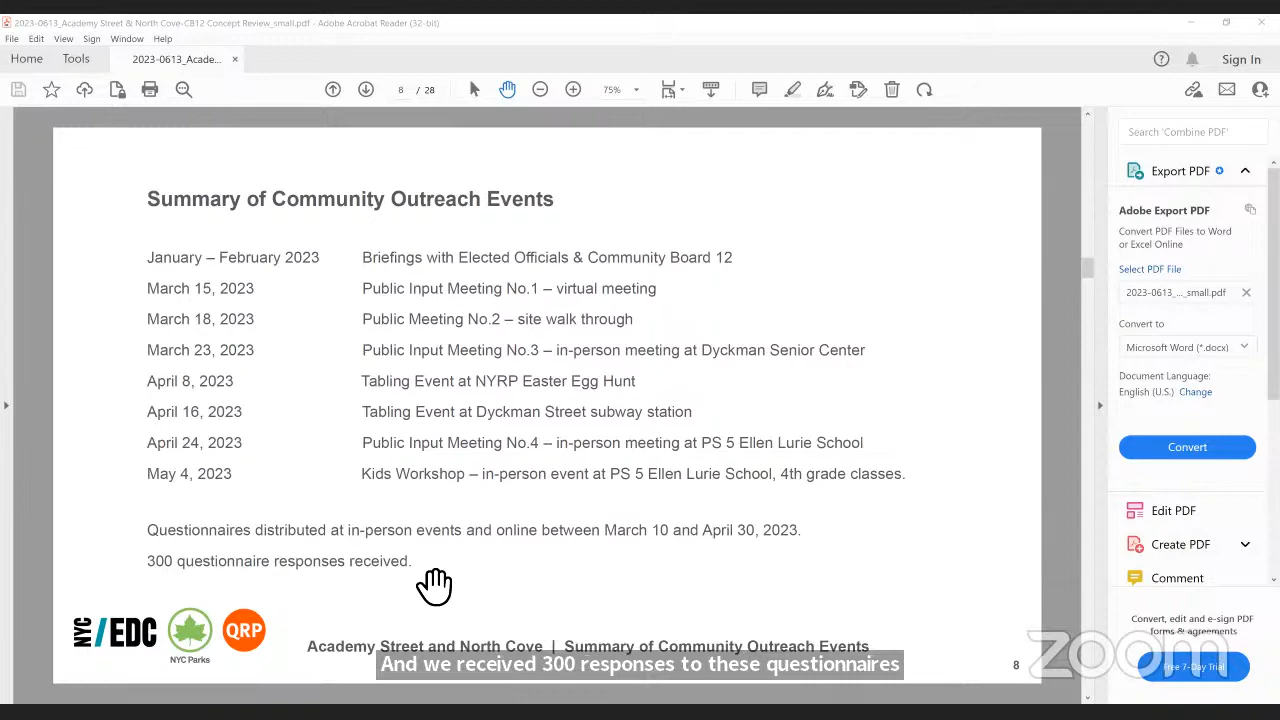 2023-0613_Academy Street & North Cove-CB12 Concept Review_small.pdf - Adobe Acrobat Reader (32-bit)
File Edit View Sign Window Help
Home Tools 2023-0613_Acade... × Sign In
8 / 28 75%
Summary of Community Outreach Events
January – February 2023 Briefings with Elected Officials & Community Board 12
March 15, 2023 Public Input Meeting No.1 – virtual meeting
March 18, 2023 Public Meeting No.2 – site walk through
March 23, 2023 Public Input Meeting No.3 – in-person meeting at Dyckman Senior Center
April 8, 2023 Tabling Event at NYRP Easter Egg Hunt
April 16, 2023 Tabling Event at Dyckman Street subway station
April 24, 2023 Public Input Meeting No.4 – in-person meeting at PS 5 Ellen Lurie School
May 4, 2023 Kids Workshop – in-person event at PS 5 Ellen Lurie School, 4th grade classes.
Questionnaires distributed at in-person events and online between March 10 and April 30, 2023.
300 questionnaire responses received.
NYC/EDC
NYC Parks
QRP
Academy Street and North Cove | Summary of Community Outreach Events
8
And we received 300 responses to these questionnaires
Search 'Combine PDF'
Export PDF
Adobe Export PDF
Convert PDF Files to Word
or Excel Online
Select PDF File
2023-0613_..._small.pdf
Convert to
Microsoft Word (*.docx)
Document Language:
English (U.S.) Change
Convert
Edit PDF
Create PDF
Comment
Convert, edit and e-sign PDF
forms & agreements
Free 7-Day Trial
zoom